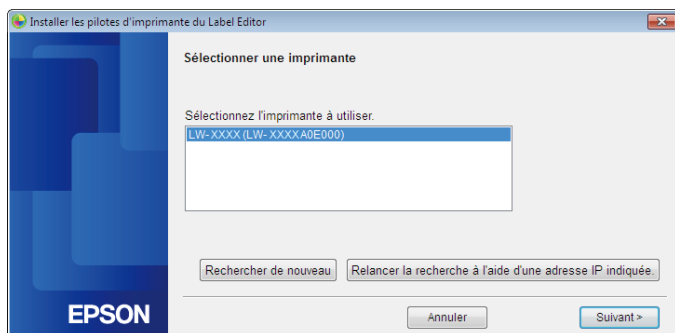 Installer les pilotes d'imprimante du Label Editor
Sélectionner une imprimante
Sélectionnez l'imprimante à utiliser.
LW-XXXX (LW-XXXXA0E000)
Rechercher de nouveau Relancer la recherche à l'aide d'une adresse IP indiquée.
EPSON
Annuler Suivant >